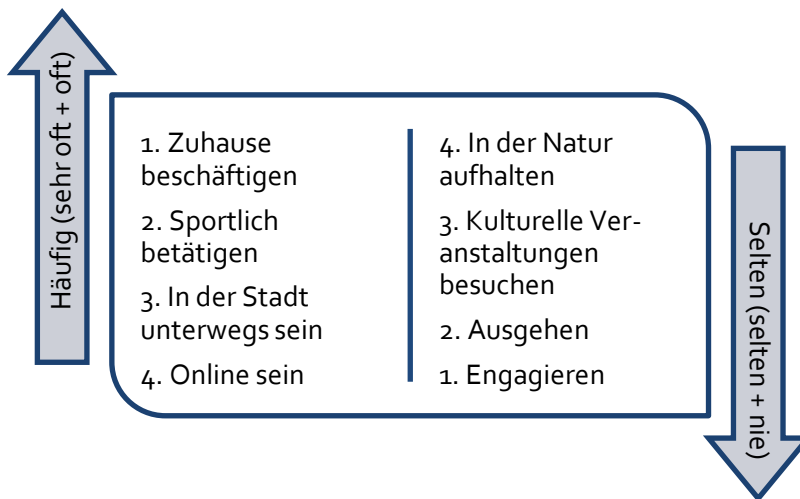 Häufig (sehr oft + oft)
1. Zuhause
beschäftigen
2. Sportlich
betätigen
3. In der Stadt
unterwegs sein
4. Online sein
4. In der Natur
aufhalten
3. Kulturelle Ver-
anstaltungen
besuchen
2. Ausgehen
1. Engagieren
Selten (selten + nie)